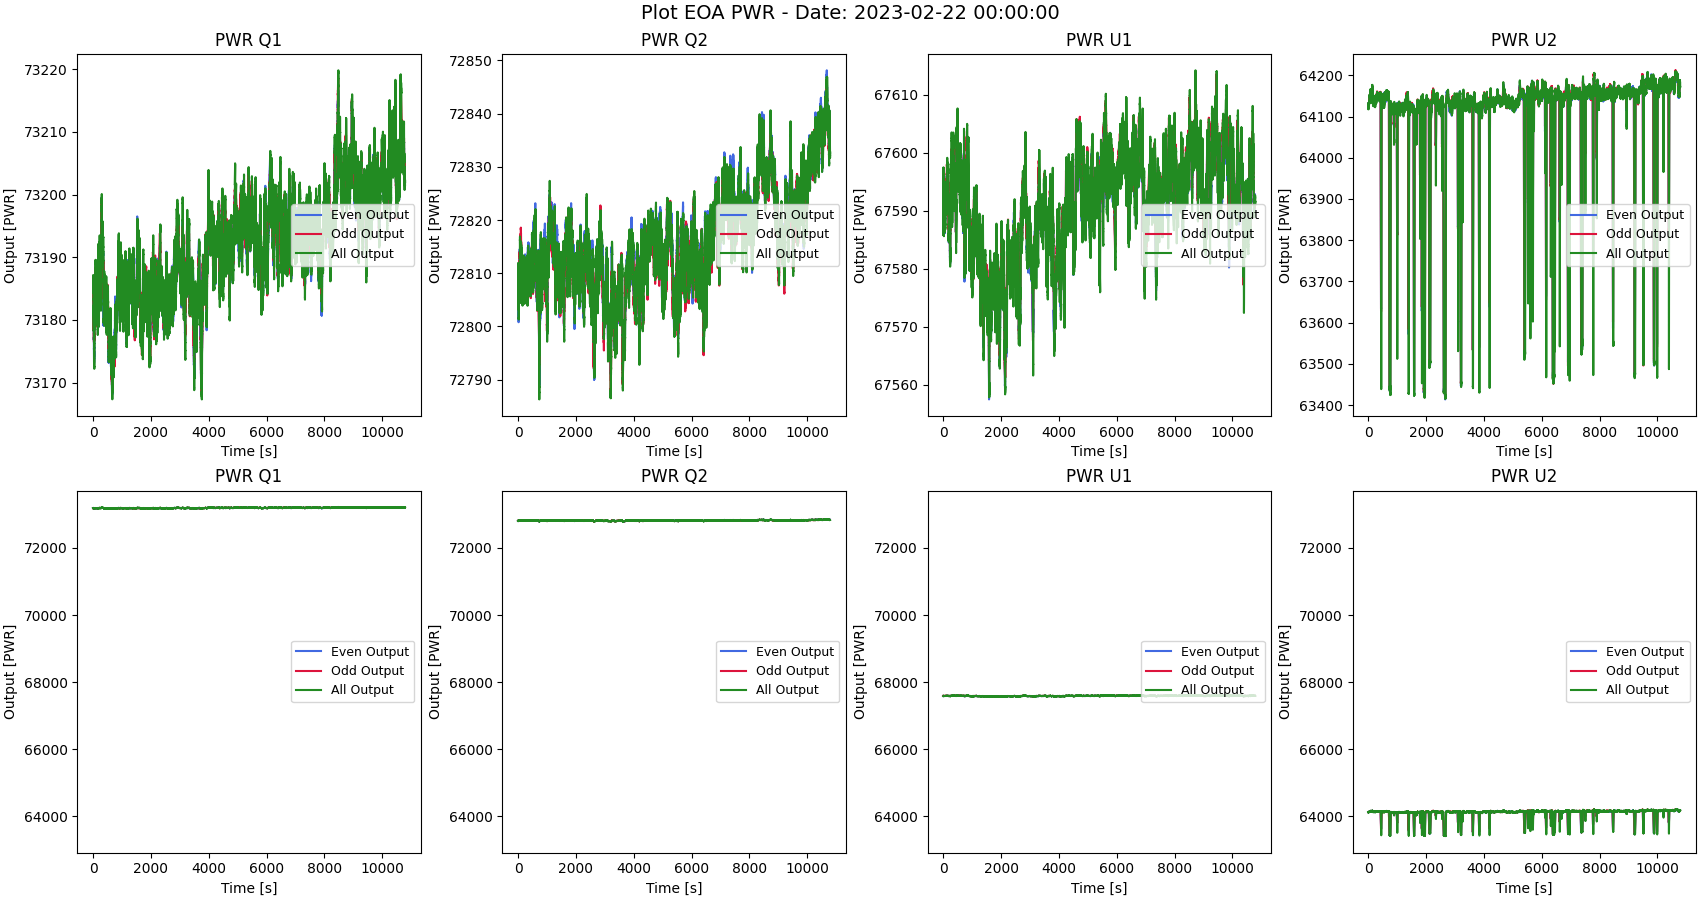 Plot EOA PWR - Date: 2023-02-22 00:00:00
PWR Q1
Output [PWR]
73220
73210
73200
73190
73180
73170
0 2000 4000 6000 8000 10000
Time [s]
Even Output
Odd Output
All Output
PWR Q2
Output [PWR]
72850
72840
72830
72820
72810
72800
72790
0 2000 4000 6000 8000 10000
Time [s]
Even Output
Odd Output
All Output
PWR U1
Output [PWR]
67610
67600
67590
67580
67570
67560
0 2000 4000 6000 8000 10000
Time [s]
Even Output
Odd Output
All Output
PWR U2
Output [PWR]
64200
64100
64000
63900
63800
63700
63600
63500
63400
0 2000 4000 6000 8000 10000
Time [s]
Even Output
Odd Output
All Output
PWR Q1
Output [PWR]
72000
70000
68000
66000
64000
0 2000 4000 6000 8000 10000
Time [s]
Even Output
Odd Output
All Output
PWR Q2
Output [PWR]
72000
70000
68000
66000
64000
0 2000 4000 6000 8000 10000
Time [s]
Even Output
Odd Output
All Output
PWR U1
Output [PWR]
72000
70000
68000
66000
64000
0 2000 4000 6000 8000 10000
Time [s]
Even Output
Odd Output
All Output
PWR U2
Output [PWR]
72000
70000
68000
66000
64000
0 2000 4000 6000 8000 10000
Time [s]
Even Output
Odd Output
All Output